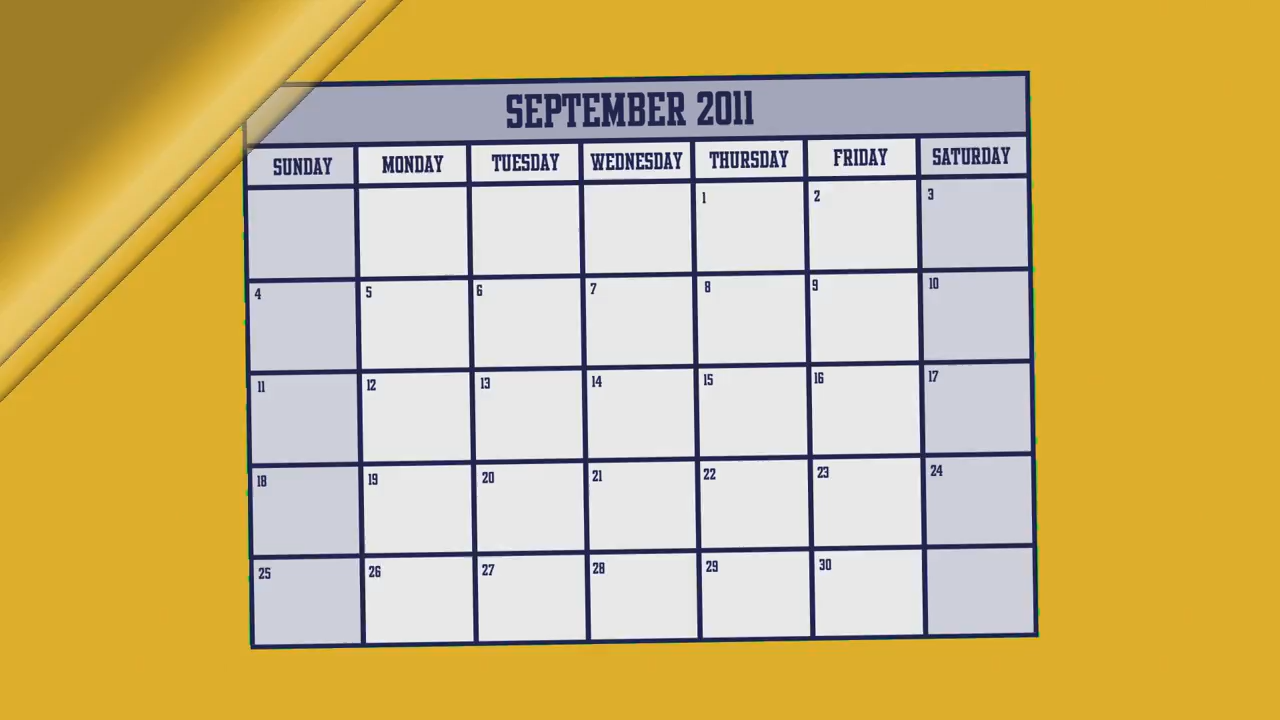 SEPTEMBER 2011
SUNDAY MONDAY TUESDAY WEDNESDAY THURSDAY FRIDAY SATURDAY
1 2 3
4 5 6 7 8 9 10
11 12 13 14 15 16 17
18 19 20 21 22 23 24
25 26 27 28 29 30